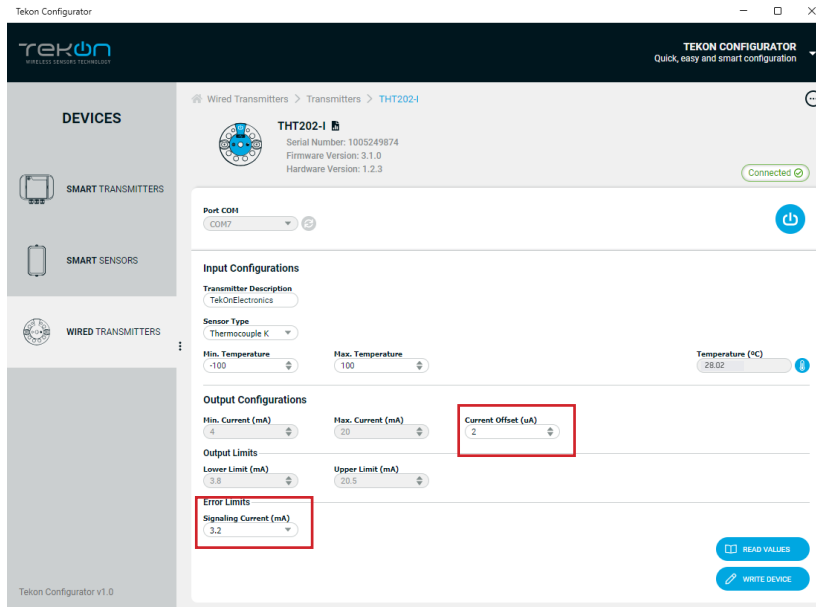 Tekon Configurator
TEKON
WIRELESS SENSORS TECHNOLOGY
TEKON CONFIGURATOR
Quick, easy and smart configuration
DEVICES
SMART TRANSMITTERS
SMART SENSORS
WIRED TRANSMITTERS
Tekon Configurator v1.0
Wired Transmitters > Transmitters > THT202-I
THT202-I
Serial Number: 1005249874
Firmware Version: 3.1.0
Hardware Version: 1.2.3
Connected
Port COM
COM7
Input Configurations
Transmitter Description
TekOnElectronics
Sensor Type
Thermocouple K
Min. Temperature Max. Temperature Temperature (ºC)
-100 100 28.02
Output Configurations
Min. Current (mA) Max. Current (mA) Current Offset (uA)
4 20 2
Output Limits
Lower Limit (mA) Upper Limit (mA)
3.8 20.5
Error Limits
Signaling Current (mA)
3.2
READ VALUES
WRITE DEVICE